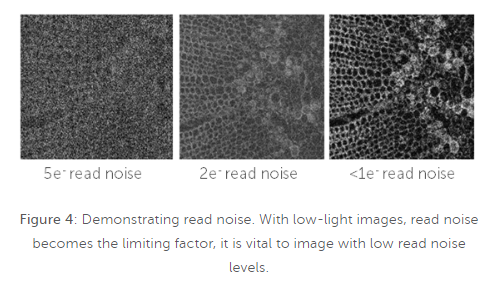 5e⁻ read noise 2e⁻ read noise <1e⁻ read noise
Figure 4: Demonstrating read noise. With low-light images, read noise
becomes the limiting factor, it is vital to image with low read noise
levels.